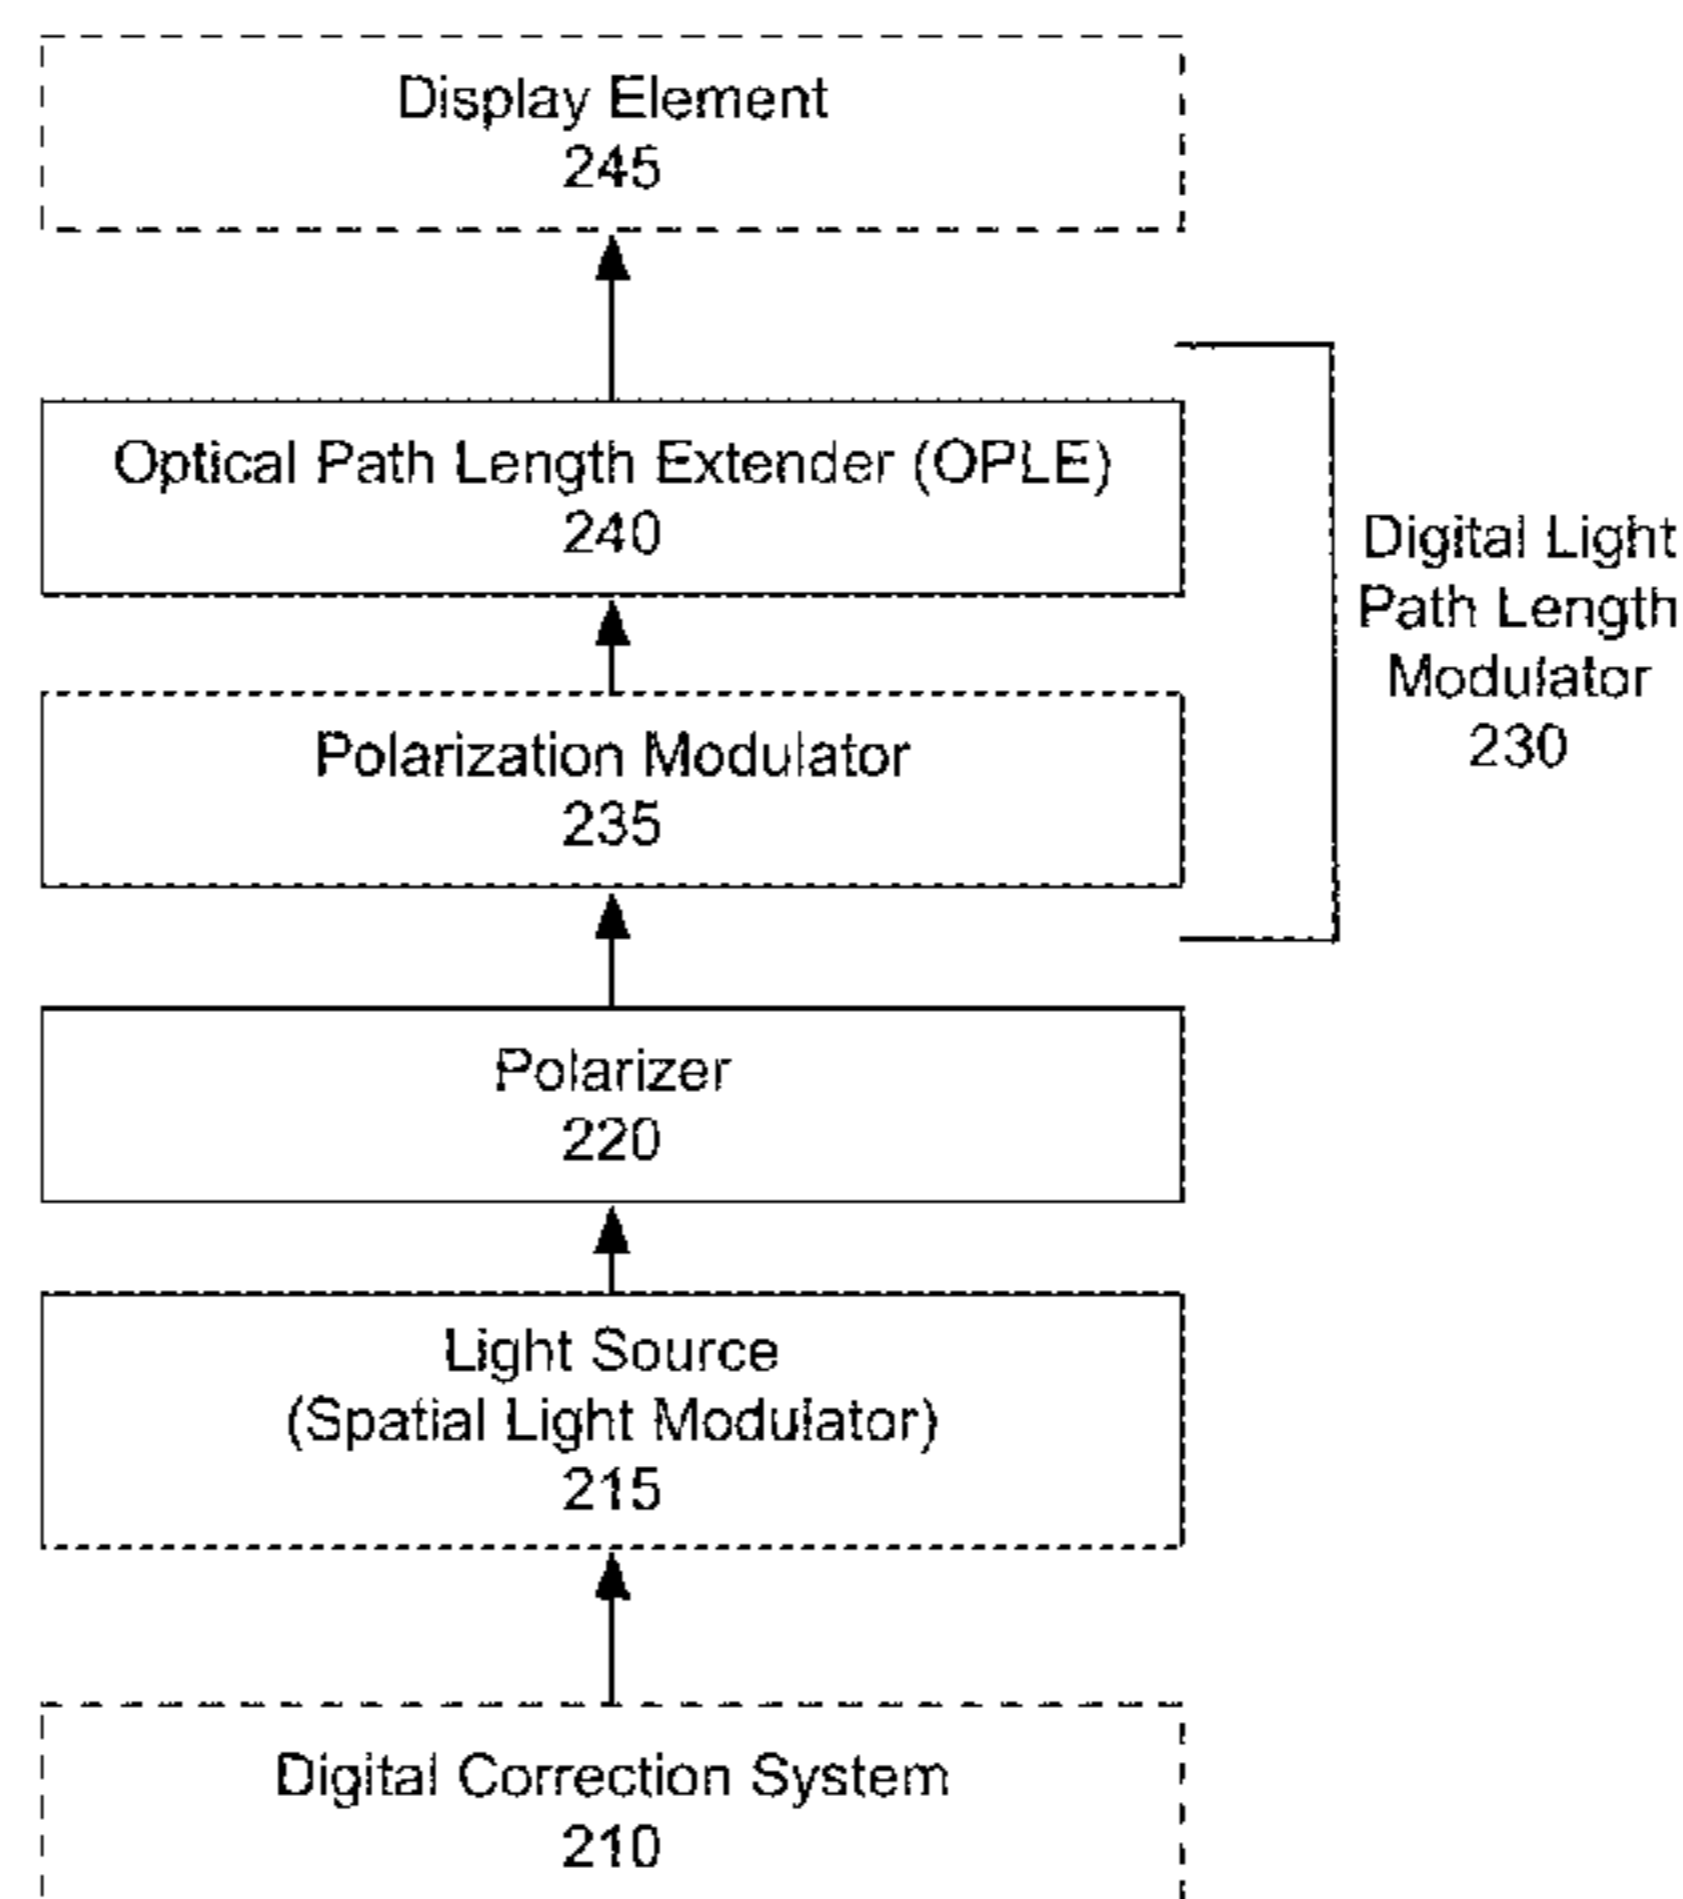 Display Element
245
Optical Path Length Extender (OPLE)
240
Digital Light
Path Length
Modulator
230
Polarization Modulator
235
Polarizer
220
Light Source
(Spatial Light Modulator)
215
Digital Correction System
210